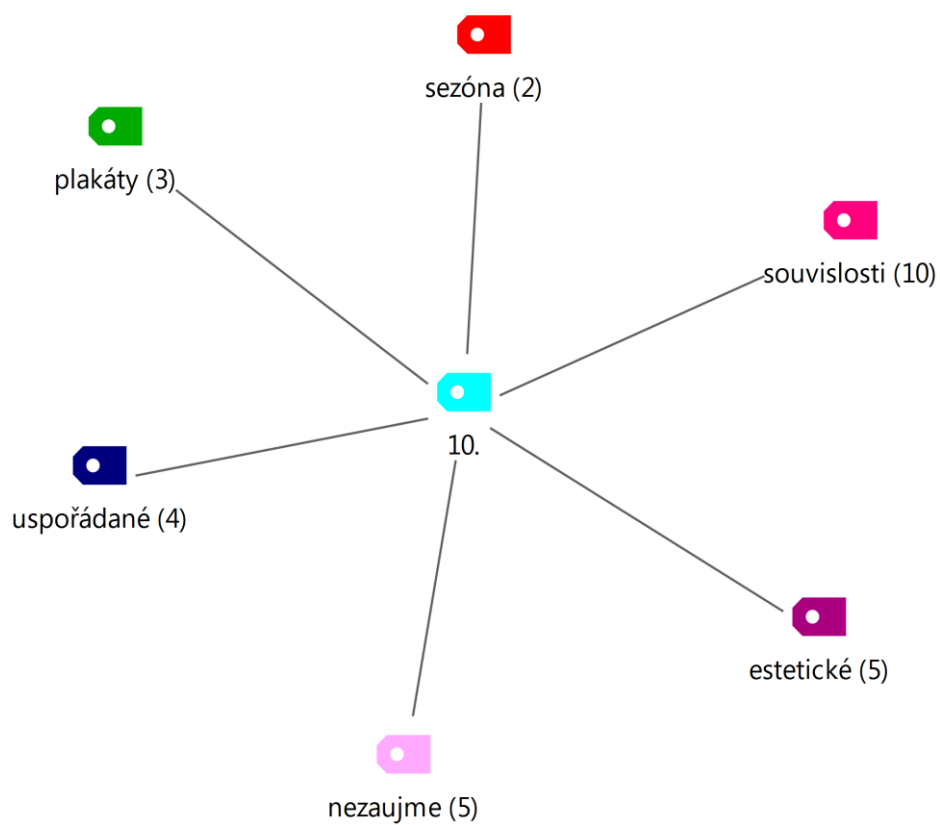 sezóna (2)
plakáty (3)
souvislosti (10)
10.
uspořádané (4)
estetické (5)
nezaujme (5)